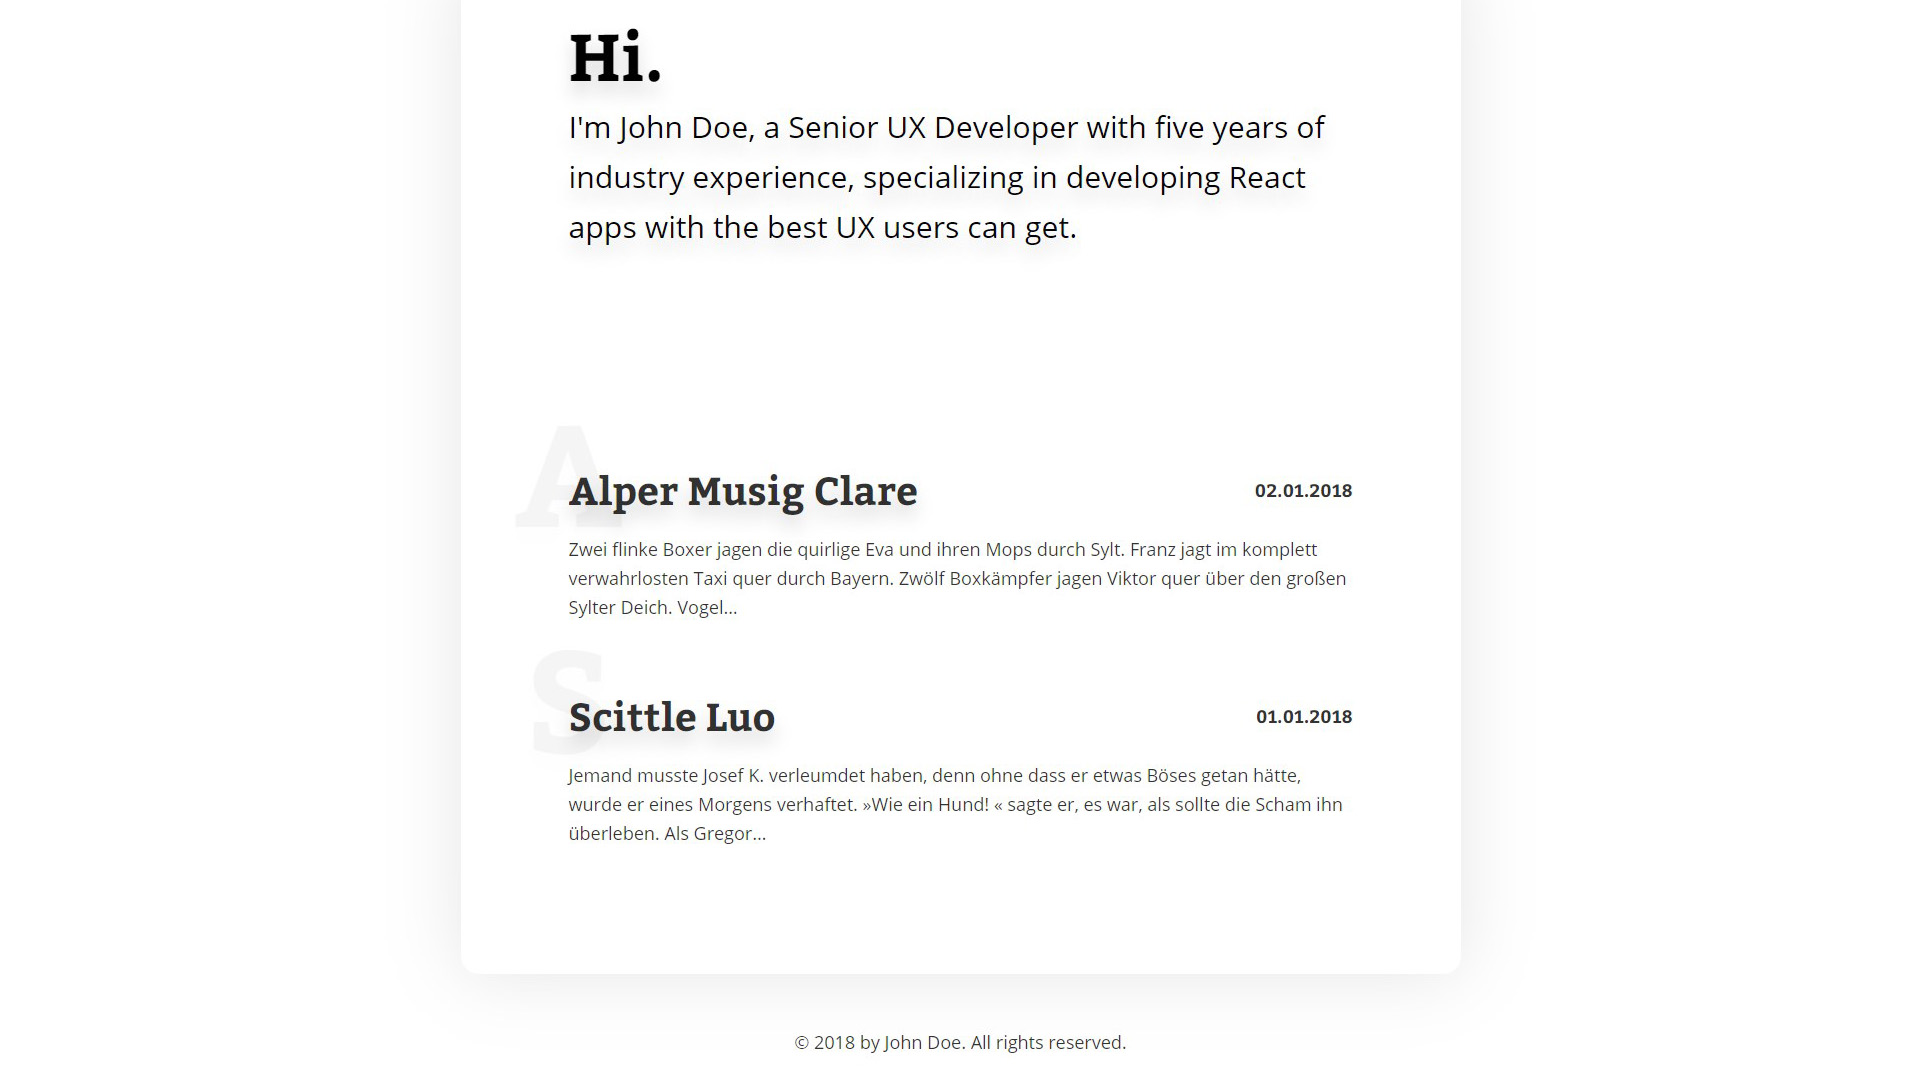 Hi.
I'm John Doe, a Senior UX Developer with five years of
industry experience, specializing in developing React
apps with the best UX users can get.
A
Alper Musig Clare
02.01.2018
Zwei flinke Boxer jagen die quirlige Eva und ihren Mops durch Sylt. Franz jagt im komplett
verwahrlosten Taxi quer durch Bayern. Zwölf Boxkämpfer jagen Viktor quer über den großen
Sylter Deich. Vogel...
S
Scittle Luo
01.01.2018
Jemand musste Josef K. verleumdet haben, denn ohne dass er etwas Böses getan hätte,
wurde er eines Morgens verhaftet. »Wie ein Hund! « sagte er, es war, als sollte die Scham ihn
überleben. Als Gregor...
© 2018 by John Doe. All rights reserved.